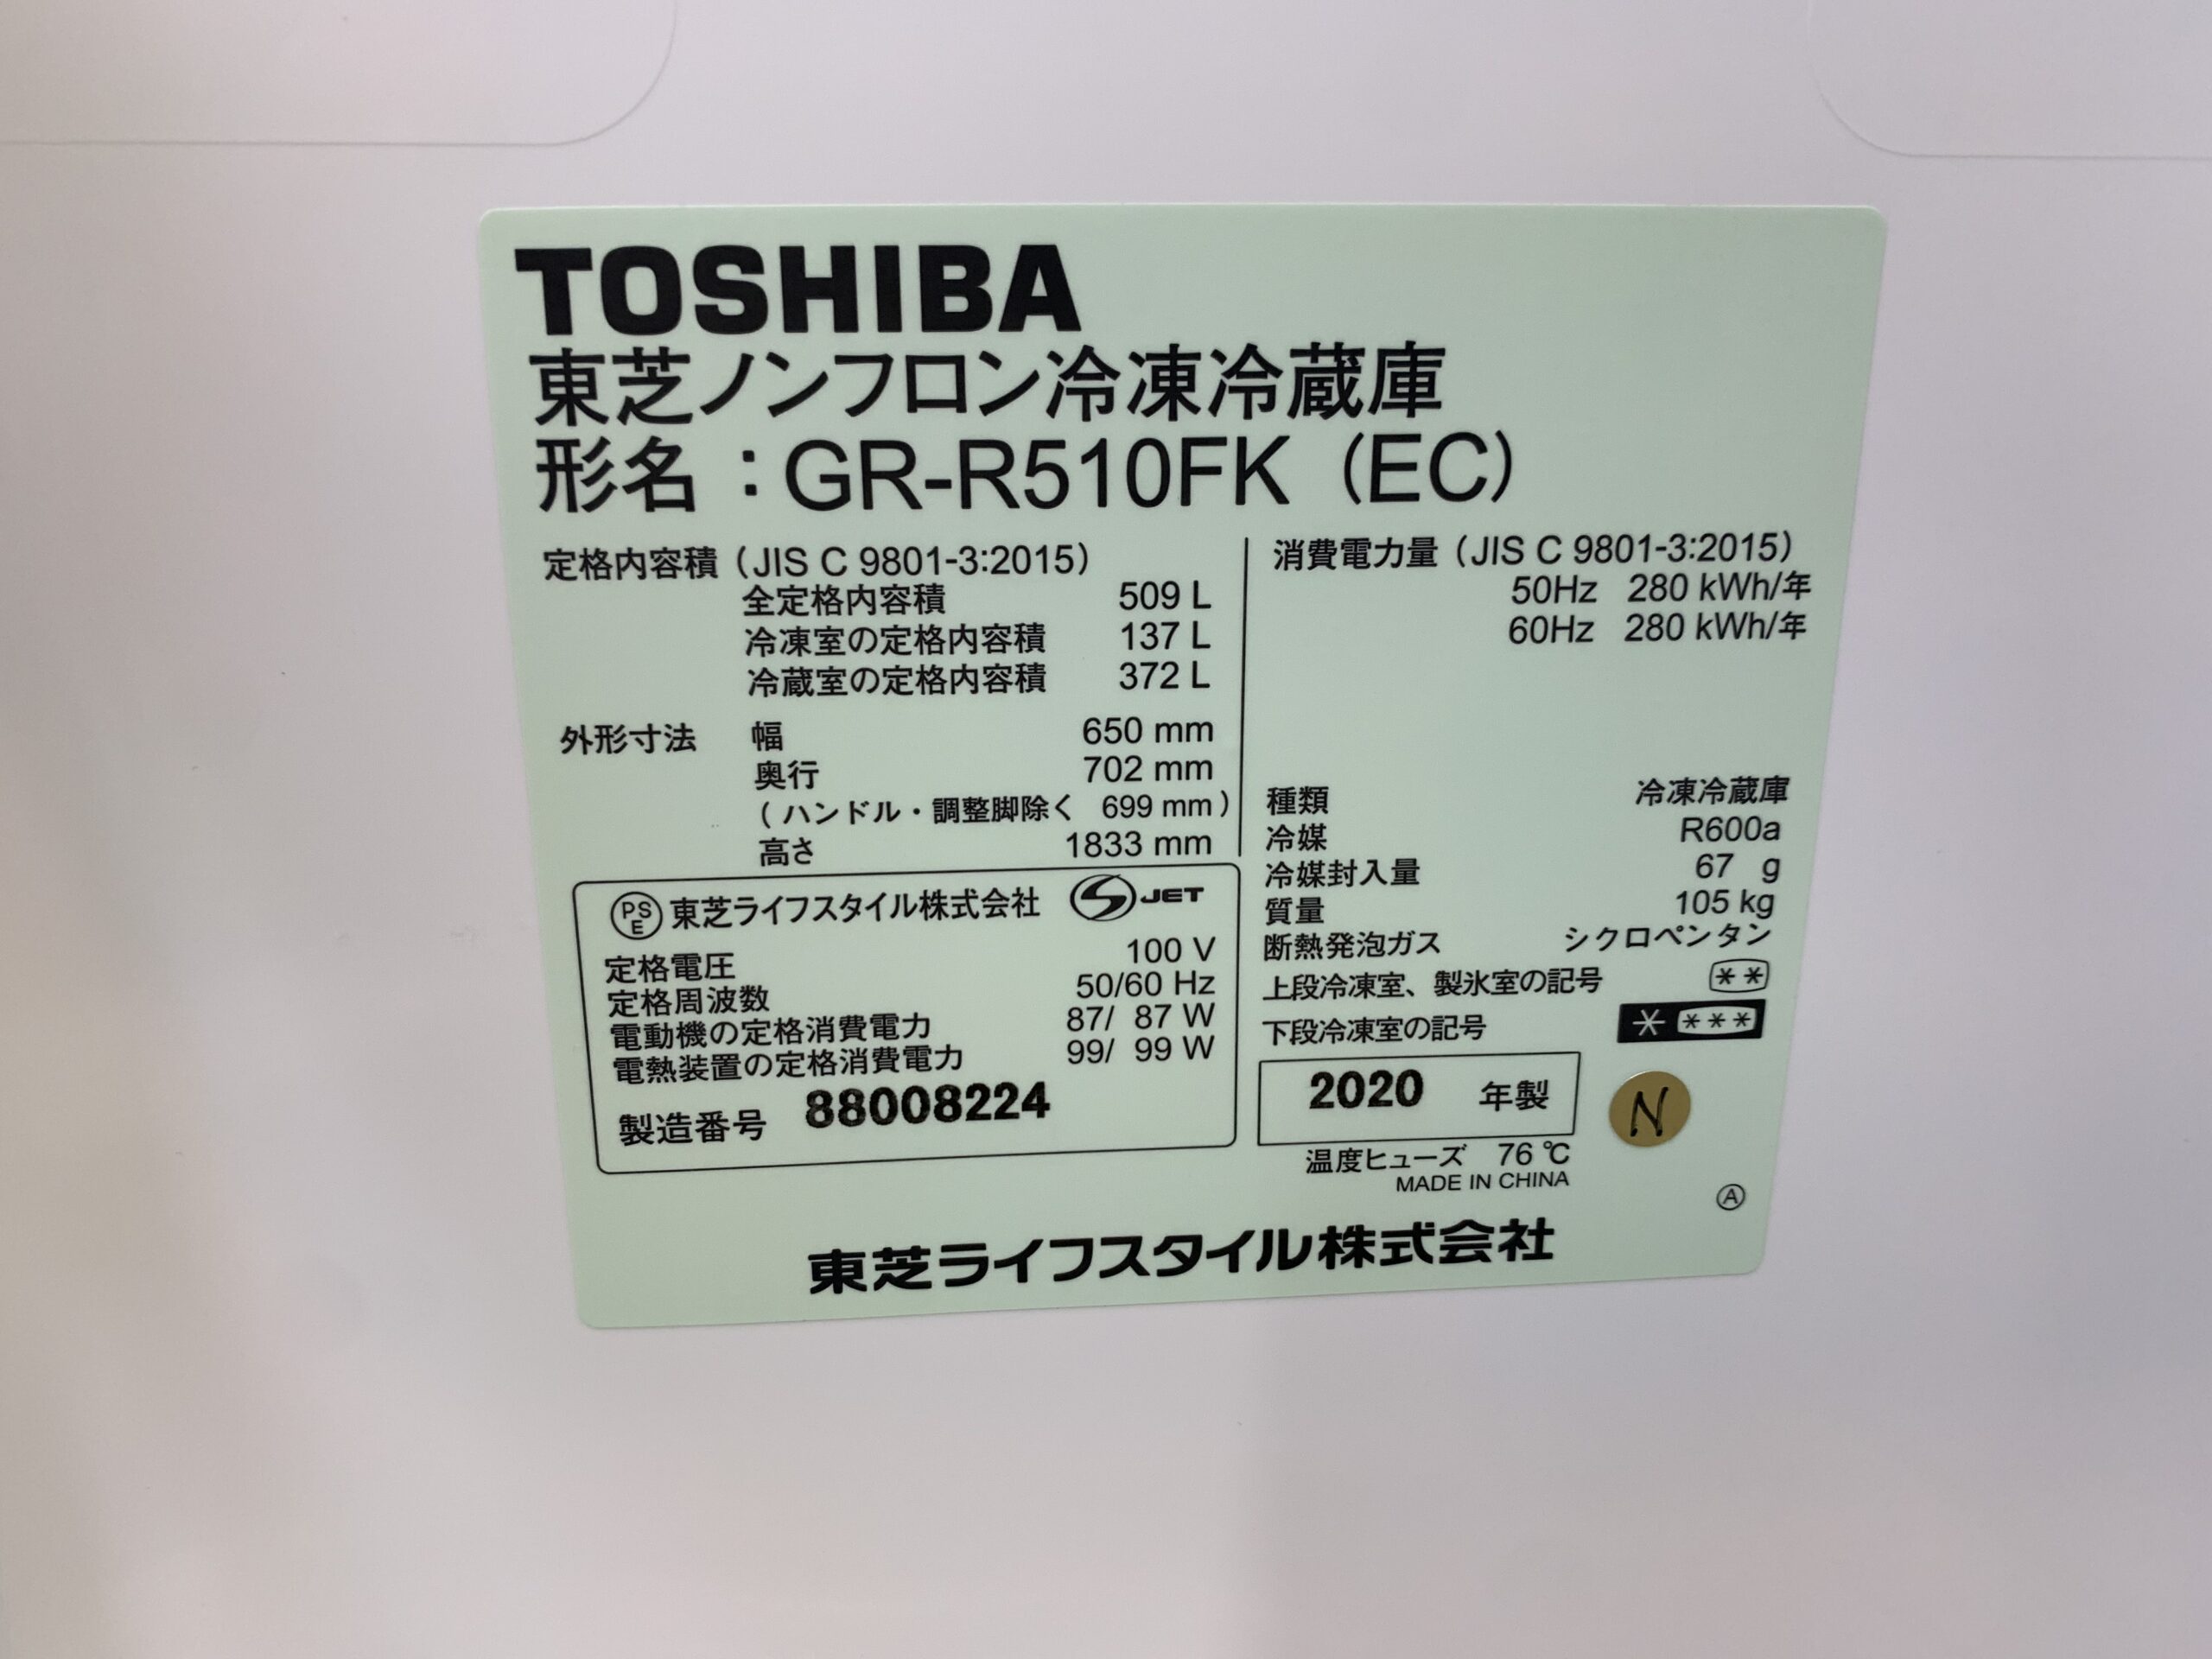 TOSHIBA
東芝ノンフロン冷凍冷蔵庫
形名：GR-R510FK (EC)
定格内容積 (JIS C 9801-3:2015)
全定格内容積 509 L
冷凍室の定格内容積 137 L
冷蔵室の定格内容積 372 L
外形寸法 幅 650 mm
奥行 702 mm
(ハンドル・調整脚除く 699 mm)
高さ 1833 mm
PSE 東芝ライフスタイル株式会社 S JET
定格電圧 100 V
定格周波数 50/60 Hz
電動機の定格消費電力 87/ 87 W
電熱装置の定格消費電力 99/ 99 W
製造番号 88008224
消費電力量 (JIS C 9801-3:2015)
50Hz 280 kWh/年
60Hz 280 kWh/年
種類 冷凍冷蔵庫
冷媒 R600a
冷媒封入量 67 g
質量 105 kg
断熱発泡ガス シクロペンタン
上段冷凍室、製氷室の記号 **
下段冷凍室の記号 * ***
2020 年製
N
温度ヒューズ 76 ℃
MADE IN CHINA
Ⓐ
東芝ライフスタイル株式会社